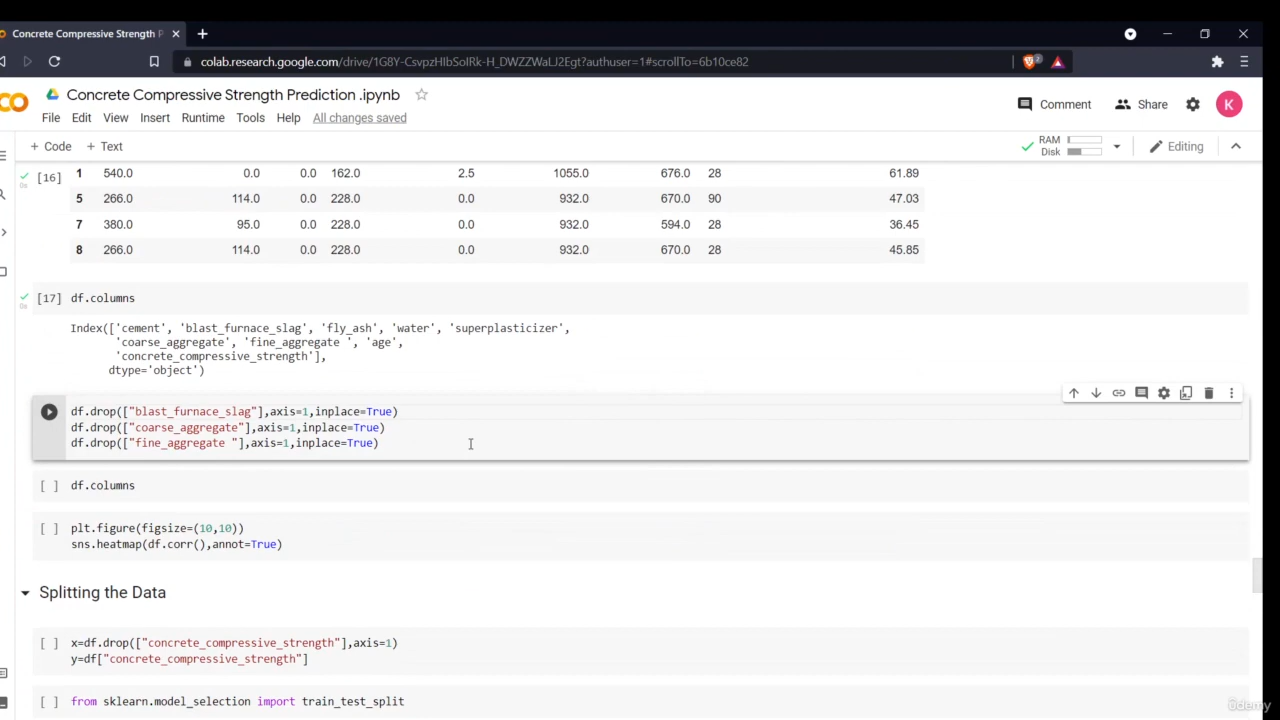 Concrete Compressive Strength P
colab.research.google.com/drive/1G8Y-CsvpzHIbSoIRk-H_DWZZWaLJ2Egt?authuser=1#scrollTo=6b10ce82
2
Concrete Compressive Strength Prediction .ipynb
Comment
Share
K
File Edit View Insert Runtime Tools Help All changes saved
+ Code + Text
RAM
Disk
Editing
[16] 1 540.0 0.0 0.0 162.0 2.5 1055.0 676.0 28 61.89
0s
5 266.0 114.0 0.0 228.0 0.0 932.0 670.0 90 47.03
7 380.0 95.0 0.0 228.0 0.0 932.0 594.0 28 36.45
8 266.0 114.0 0.0 228.0 0.0 932.0 670.0 28 45.85
[17] df.columns
0s
Index(['cement', 'blast_furnace_slag', 'fly_ash', 'water', 'superplasticizer',
'coarse_aggregate', 'fine_aggregate ', 'age',
'concrete_compressive_strength'],
dtype='object')
df.drop(["blast_furnace_slag"],axis=1,inplace=True)
df.drop(["coarse_aggregate"],axis=1,inplace=True)
df.drop(["fine_aggregate "],axis=1,inplace=True)
[ ] df.columns
[ ] plt.figure(figsize=(10,10))
sns.heatmap(df.corr(),annot=True)
Splitting the Data
[ ] x=df.drop(["concrete_compressive_strength"],axis=1)
y=df["concrete_compressive_strength"]
[ ] from sklearn.model_selection import train_test_split
Udemy